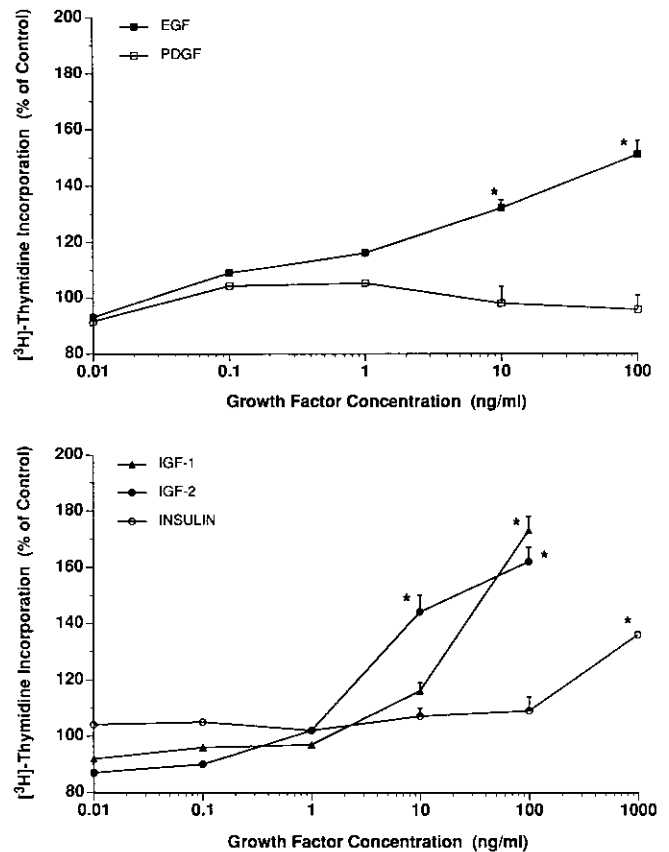 [³H]-Thymidine Incorporation (% of Control)
200
180
160
140
120
100
80
EGF
PDGF
*
*
0.01 0.1 1 10 100
Growth Factor Concentration (ng/ml)
[³H]-Thymidine Incorporation (% of Control)
200
180
160
140
120
100
80
IGF-1
IGF-2
INSULIN
*
*
*
*
0.01 0.1 1 10 100 1000
Growth Factor Concentration (ng/ml)